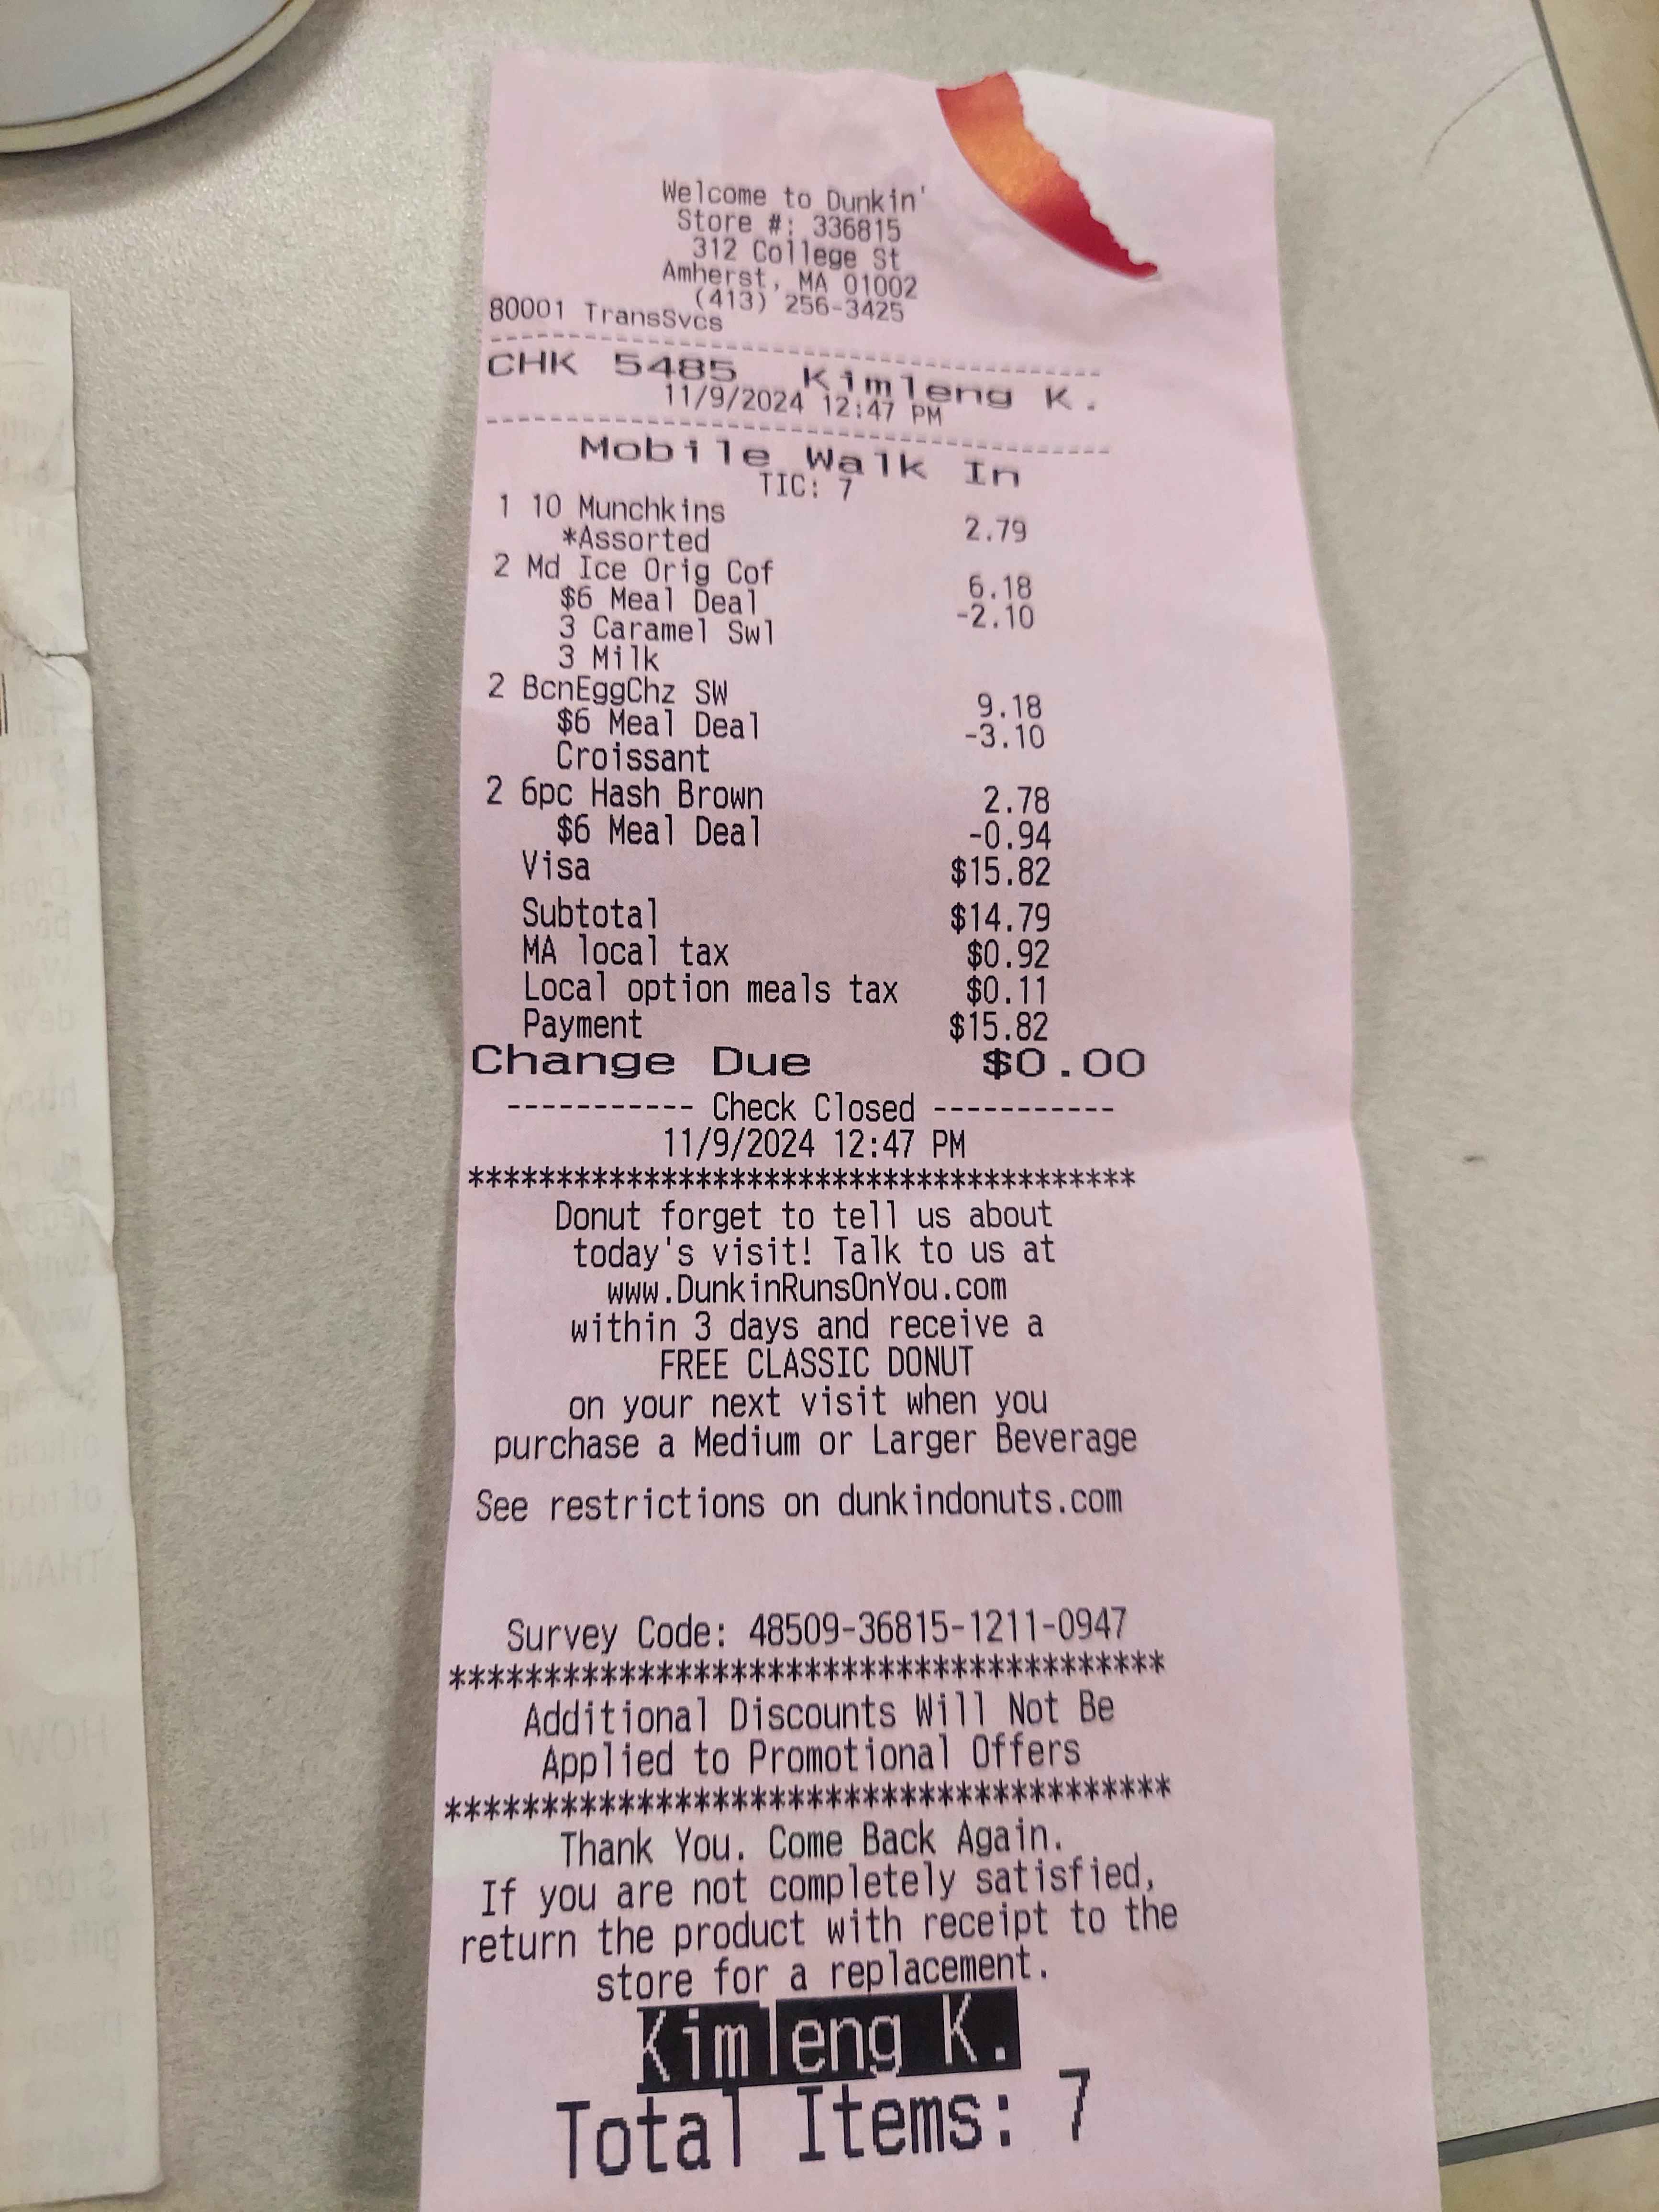 Welcome to Dunkin'
Store #: 336815
312 College St
Amherst, MA 01002
(413) 256-3425
80001 TransSvcs
------------------------------------
CHK 5485 Kimleng K.
11/9/2024 12:47 PM
------------------------------------
Mobile Walk In
TIC: 7
1 10 Munchkins 2.79
*Assorted
2 Md Ice Orig Cof 6.18
$6 Meal Deal -2.10
3 Caramel Swl
3 Milk
2 BcnEggChz SW 9.18
$6 Meal Deal -3.10
Croissant
2 6pc Hash Brown 2.78
$6 Meal Deal -0.94
Visa $15.82
Subtotal $14.79
MA local tax $0.92
Local option meals tax $0.11
Payment $15.82
Change Due $0.00
----------- Check Closed -----------
11/9/2024 12:47 PM
**************************************
Donut forget to tell us about
today's visit! Talk to us at
www.DunkinRunsOnYou.com
within 3 days and receive a
FREE CLASSIC DONUT
on your next visit when you
purchase a Medium or Larger Beverage
See restrictions on dunkindonuts.com
Survey Code: 48509-36815-1211-0947
**************************************
Additional Discounts Will Not Be
Applied to Promotional Offers
**************************************
Thank You. Come Back Again.
If you are not completely satisfied,
return the product with receipt to the
store for a replacement.
Kimleng K.
Total Items: 7